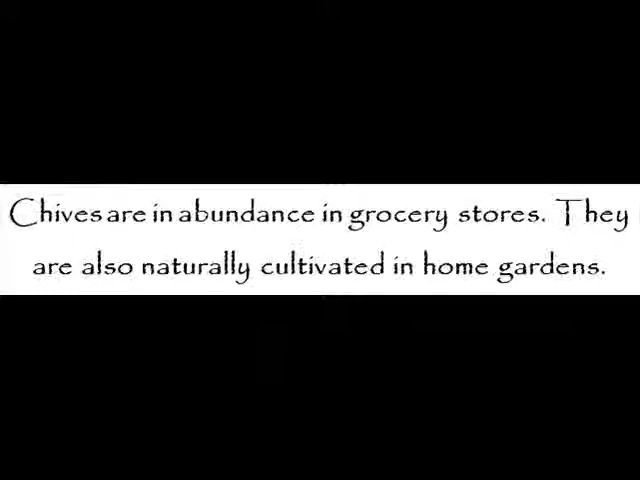 Chives are in abundance in grocery stores. They
are also naturally cultivated in home gardens.